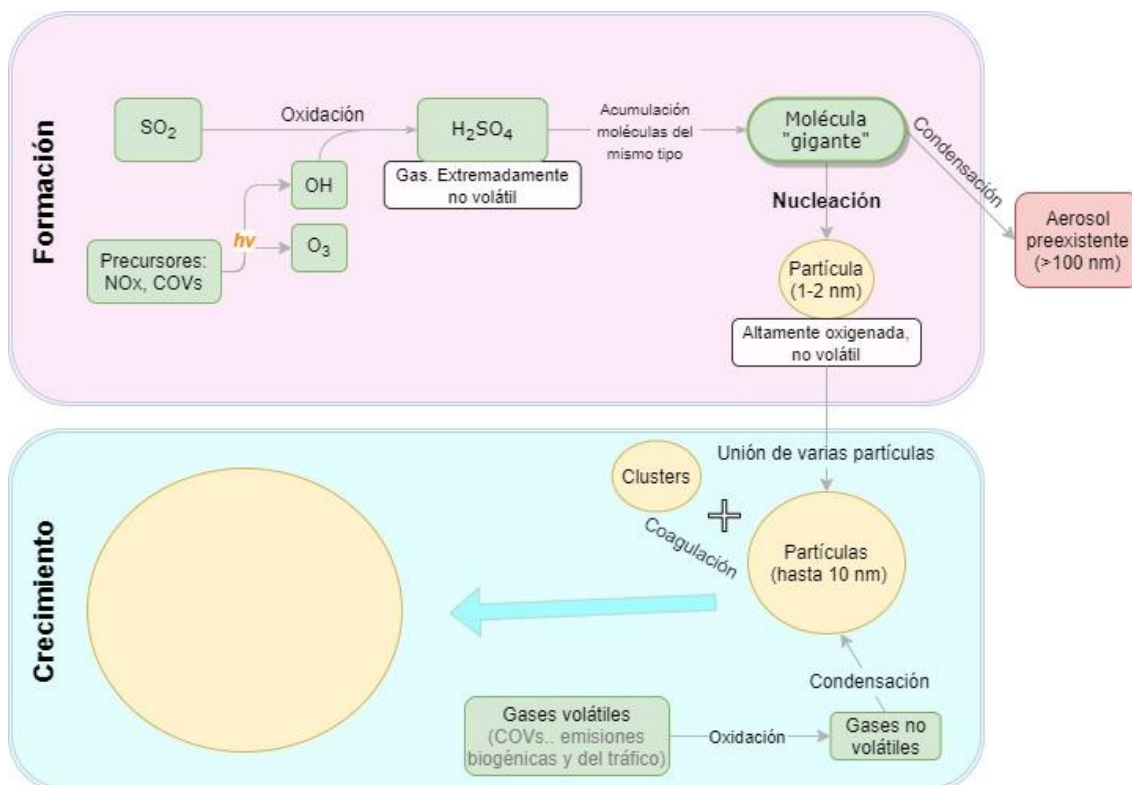 Formación
SO2
Oxidación
H2SO4
Gas. Extremadamente
no volátil
Acumulación
moléculas del
mismo tipo
Molécula
"gigante"
Condensación
Aerosol
preexistente
(>100 nm)
OH
hv
O3
Precursores:
NOx, COVs
Nucleación
Partícula
(1-2 nm)
Altamente oxigenada,
no volátil
Crecimiento
Unión de varias partículas
Clusters
Coagulación
Partículas
(hasta 10 nm)
Condensación
Gases volátiles
(COVs.. emisiones
biogénicas y del tráfico)
Oxidación
Gases no
volátiles